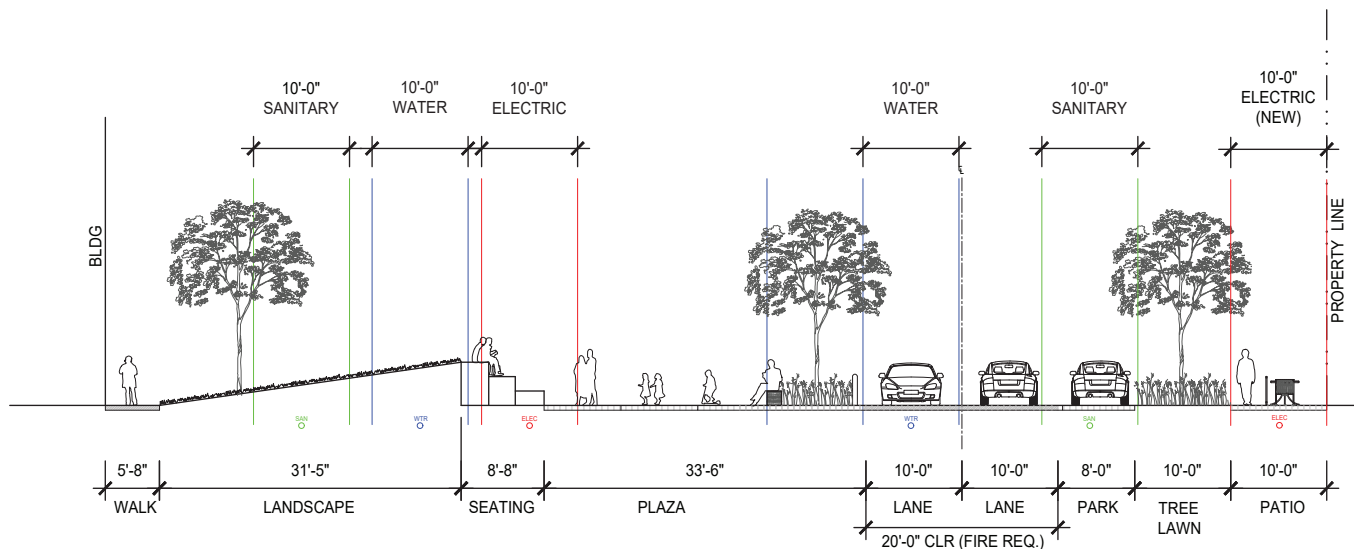 10'-0" 10'-0" 10'-0" 10'-0" 10'-0" 10'-0"
SANITARY WATER ELECTRIC WATER SANITARY ELECTRIC
(NEW)
BLDG
PROPERTY LINE
SAN WTR ELEC WTR SAN ELEC
5'-8" 31'-5" 8'-8" 33'-6" 10'-0" 10'-0" 8'-0" 10'-0" 10'-0"
WALK LANDSCAPE SEATING PLAZA LANE LANE PARK TREE PATIO
LAWN
20'-0" CLR (FIRE REQ.)